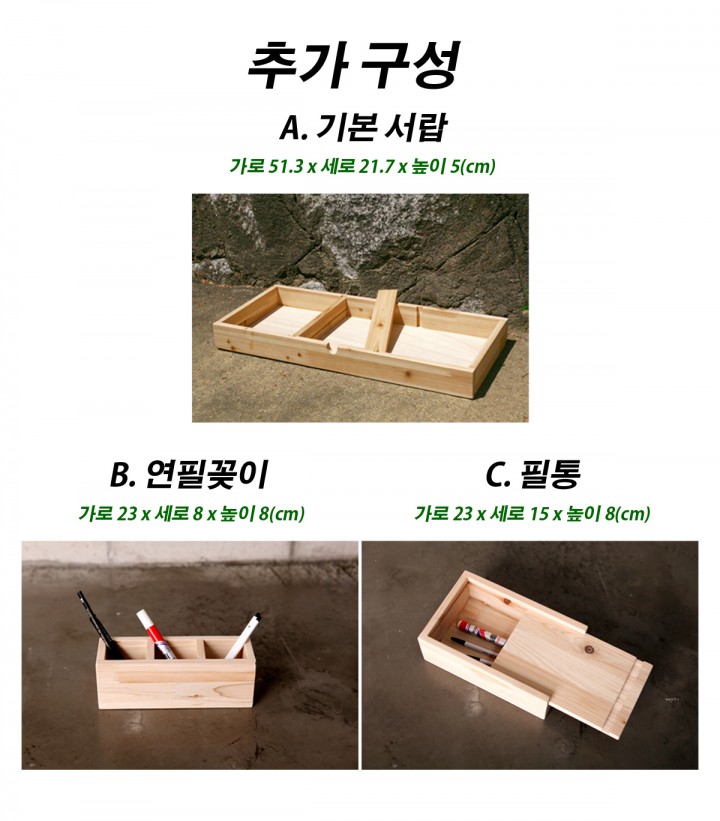 추가 구성
A. 기본 서랍
가로 51.3 x 세로 21.7 x 높이 5(cm)
B. 연필꽂이
가로 23 x 세로 8 x 높이 8(cm)
C. 필통
가로 23 x 세로 15 x 높이 8(cm)